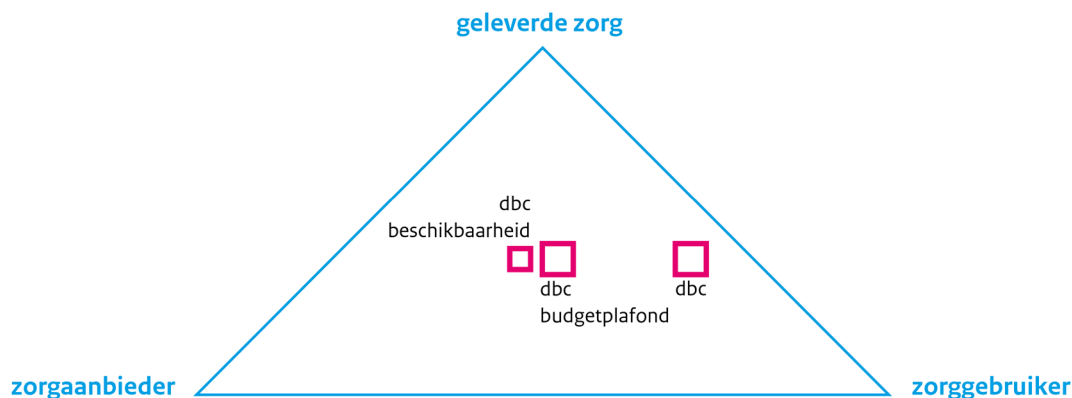 geleverde zorg
dbc
beschikbaarheid
dbc
budgetplafond
dbc
zorgaanbieder
zorggebruiker